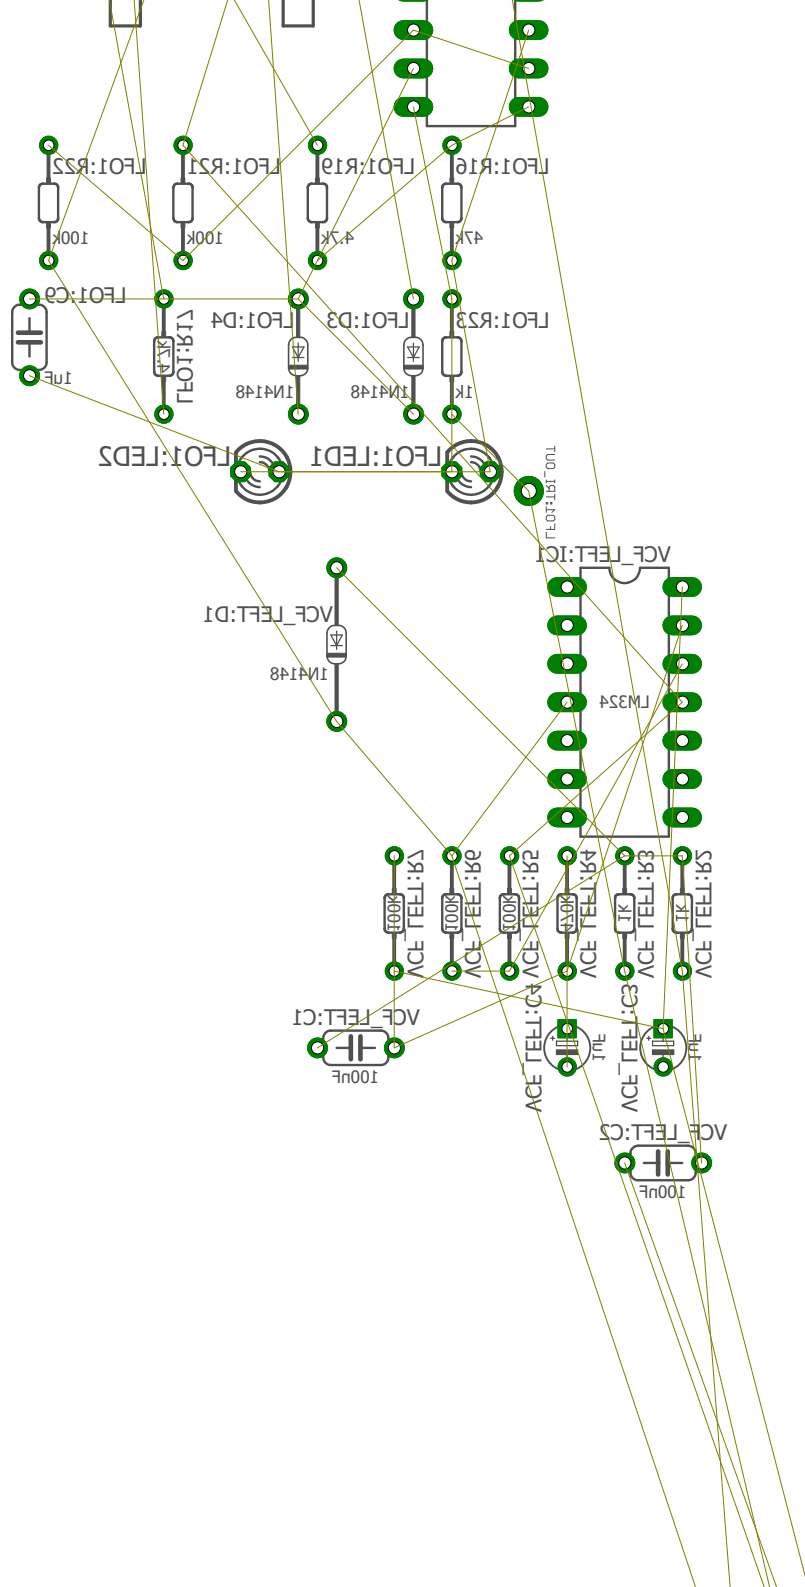 LFO1:R22
LFO1:R21
LFO1:R19
LFO1:R16
100k
100k
4.7k
47k
LFO1:C9
1uF
LFO1:R17
4.7k
LFO1:D4
1N4148
LFO1:D3
1N4148
LFO1:R23
1k
LFO1:LED2
LFO1:LED1
LFO1:TRI_OUT
VCF_LEFT:IC1
LM324
VCF_LEFT:D1
1N4148
VCF_LEFT:R7
100K
VCF_LEFT:R6
100K
VCF_LEFT:R5
100K
VCF_LEFT:R4
470K
VCF_LEFT:R3
1K
VCF_LEFT:R2
1K
VCF_LEFT:C1
100nF
VCF_LEFT:C4
1uF
VCF_LEFT:C3
1uF
VCF_LEFT:C2
100nF